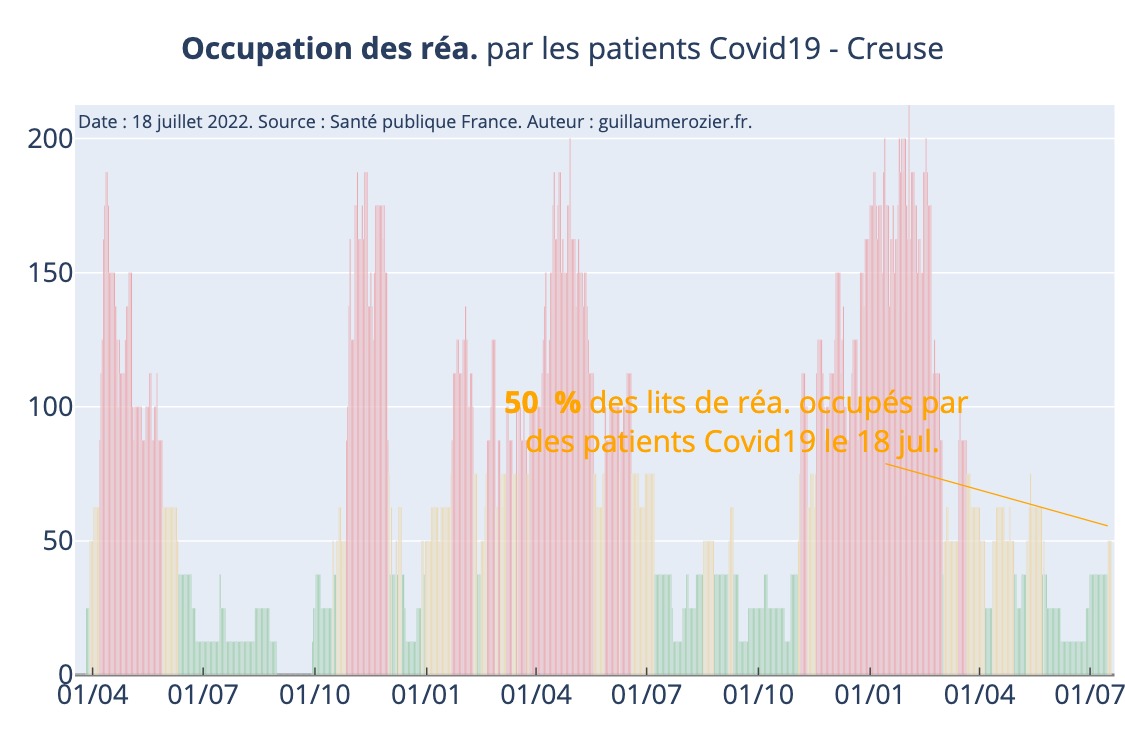 Occupation des réa. par les patients Covid19 - Creuse
Date : 18 juillet 2022. Source : Santé publique France. Auteur : guillaumerozier.fr.
200
150
100
50 % des lits de réa. occupés par
des patients Covid19 le 18 jul.
50
0
01/04 01/07 01/10 01/01 01/04 01/07 01/10 01/01 01/04 01/07